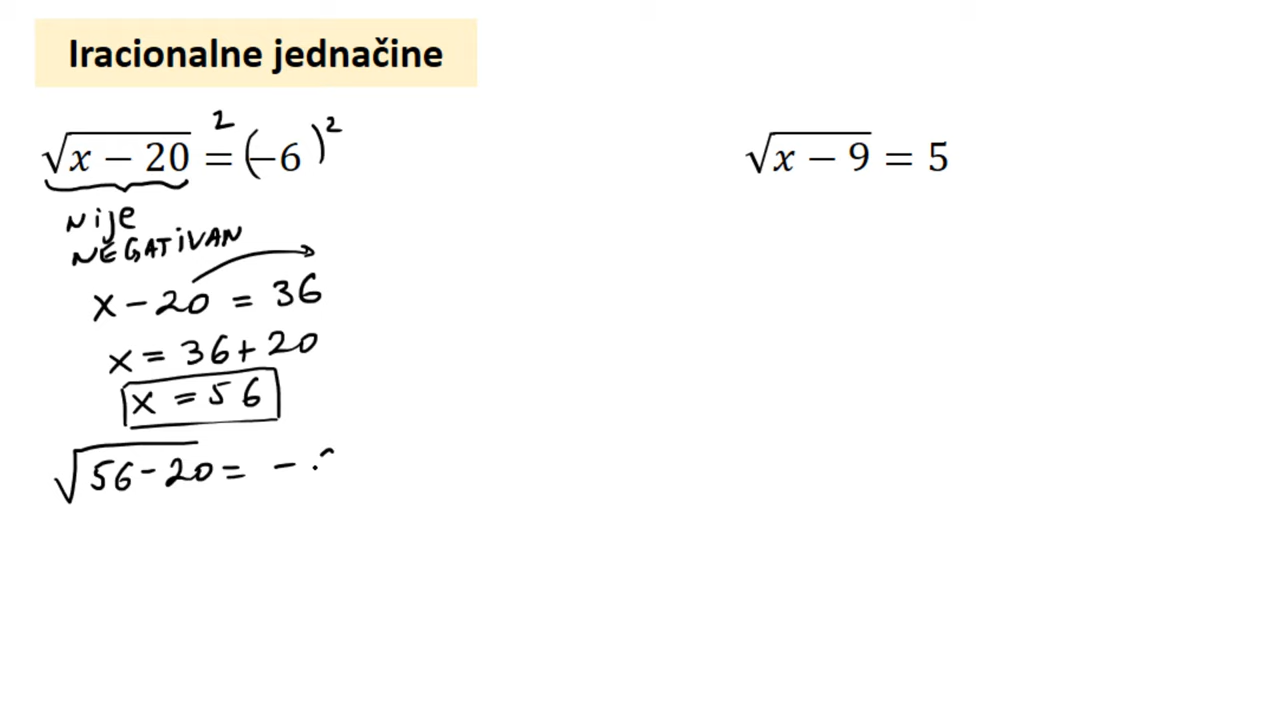 Iracionalne jednačine
√x − 20 = (−6)²
2
NIJE
NEGATIVAN
x − 20 = 36
x = 36 + 20
x = 56
√56 − 20 = −
√x − 9 = 5